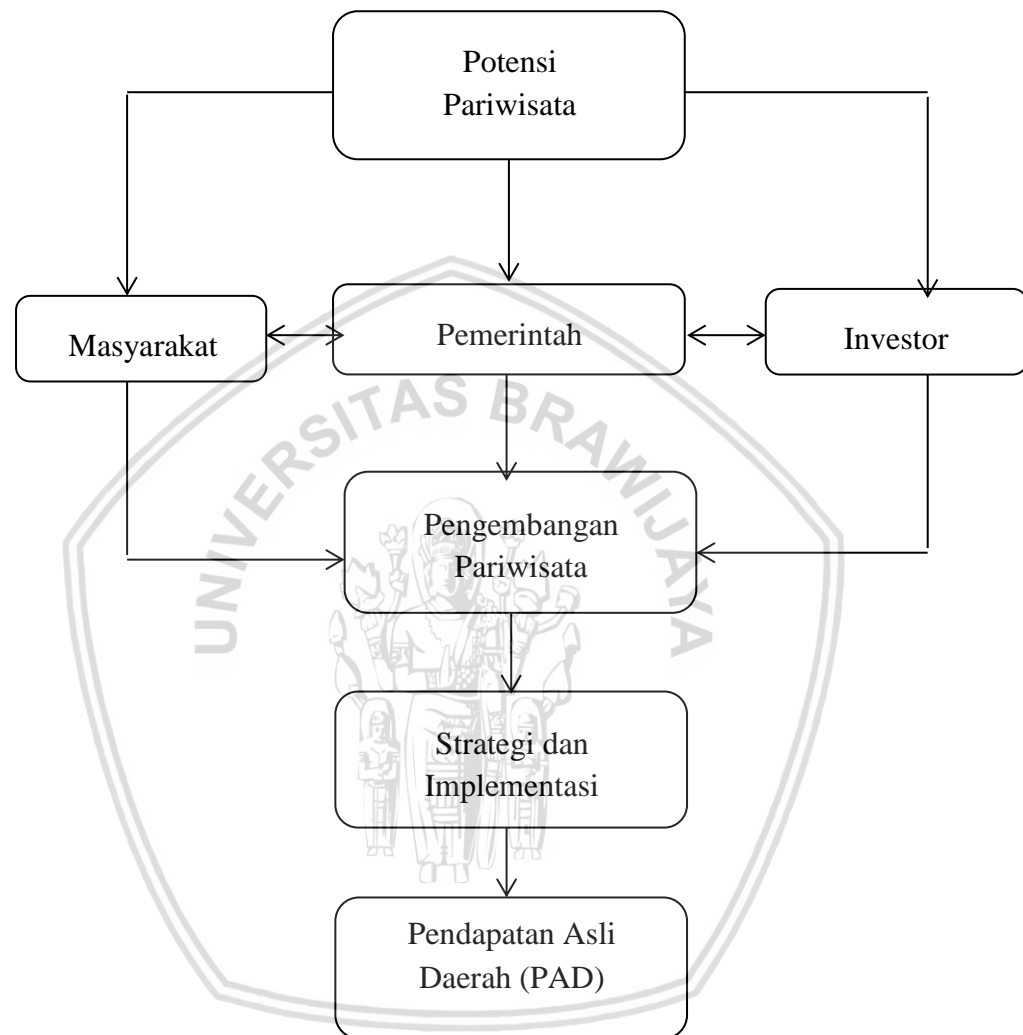 Potensi
Pariwisata
Masyarakat
Pemerintah
Investor
UNIVERSITAS BRAWIJAYA
Pengembangan
Pariwisata
Strategi dan
Implementasi
Pendapatan Asli
Daerah (PAD)